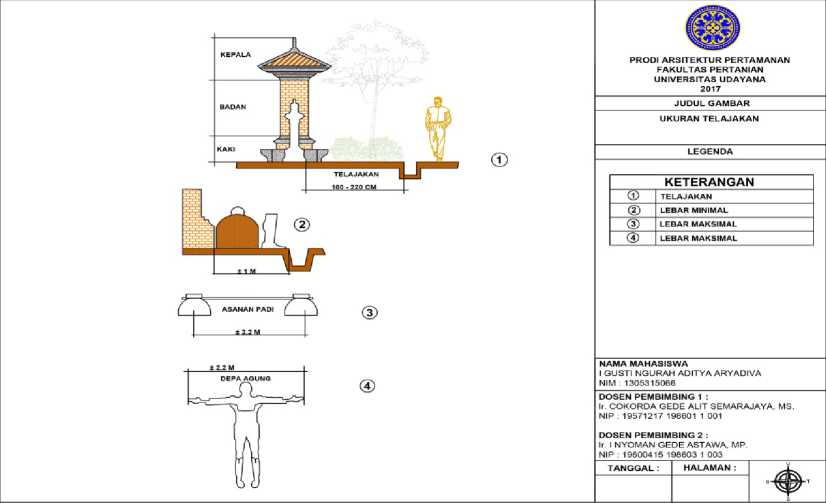 KEPALA
BADAN
KAKI
TELAJAKAN
160 - 220 CM
1
± 1 M
2
ASANAN PADI
± 2.2 M
3
± 2.2 M
DEPA AGUNG
4
PRODI ARSITEKTUR PERTAMANAN
FAKULTAS PERTANIAN
UNIVERSITAS UDAYANA
2017
JUDUL GAMBAR
UKURAN TELAJAKAN
LEGENDA
KETERANGAN
1 TELAJAKAN
2 LEBAR MINIMAL
3 LEBAR MAKSIMAL
4 LEBAR MAKSIMAL
NAMA MAHASISWA
I GUSTI NGURAH ADITYA ARYADIVA
NIM : 1305315066
DOSEN PEMBIMBING 1 :
Ir. COKORDA GEDE ALIT SEMARAJAYA, MS.
NIP : 19571217 198601 1 001
DOSEN PEMBIMBING 2 :
Ir. I NYOMAN GEDE ASTAWA, MP.
NIP : 19600415 198603 1 003
TANGGAL :
HALAMAN :
U
T
S